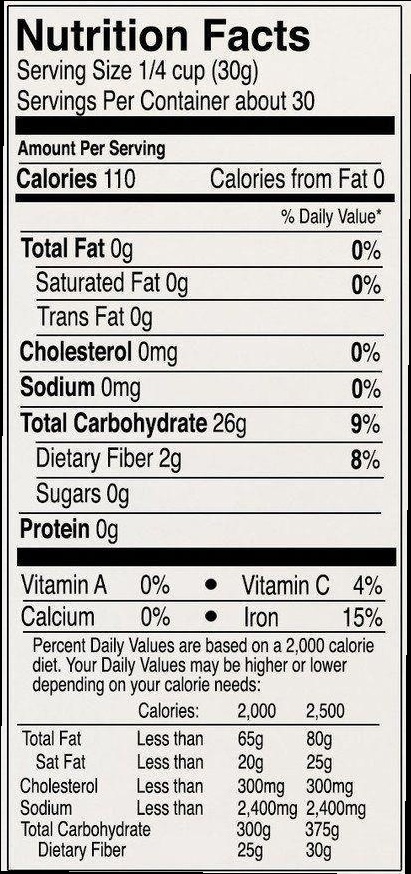 Nutrition Facts
Serving Size 1/4 cup (30g)
Servings Per Container about 30
Amount Per Serving
Calories 110 Calories from Fat 0
% Daily Value*
Total Fat 0g 0%
Saturated Fat 0g 0%
Trans Fat 0g
Cholesterol 0mg 0%
Sodium 0mg 0%
Total Carbohydrate 26g 9%
Dietary Fiber 2g 8%
Sugars 0g
Protein 0g
Vitamin A 0% • Vitamin C 4%
Calcium 0% • Iron 15%
Percent Daily Values are based on a 2,000 calorie
diet. Your Daily Values may be higher or lower
depending on your calorie needs:
Calories: 2,000 2,500
Total Fat Less than 65g 80g
Sat Fat Less than 20g 25g
Cholesterol Less than 300mg 300mg
Sodium Less than 2,400mg 2,400mg
Total Carbohydrate 300g 375g
Dietary Fiber 25g 30g